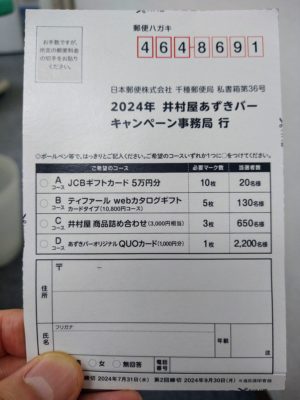 郵便ハガキ
お手数ですが、
所定の郵便料金
の切手をお貼り
ください。
4648691
日本郵便株式会社 千種郵便局 私書箱第36号
2024年 井村屋あずきバー
キャンペーン事務局 行
○ボールペン等で、はっきりとご記入ください。ご希望のコースいずれか1つに○をつけてください。
ご希望のコース 必要マーク数 当選者数
A コース JCBギフトカード 5万円分 10枚 20名様
B コース ティファール webカタログギフト カードタイプ(10,800円コース) 5枚 130名様
C コース 井村屋 商品詰め合わせ(3,000円相当) 3枚 650名様
D コース あずきバーオリジナル QUOカード(1,000円分) 1枚 2,200名様
〒 −
住所
フリガナ
氏名
年齢 歳
女 無回答
電話番号
締切 2024年7月31日(水) 第2回締切 2024年9月30日(月)